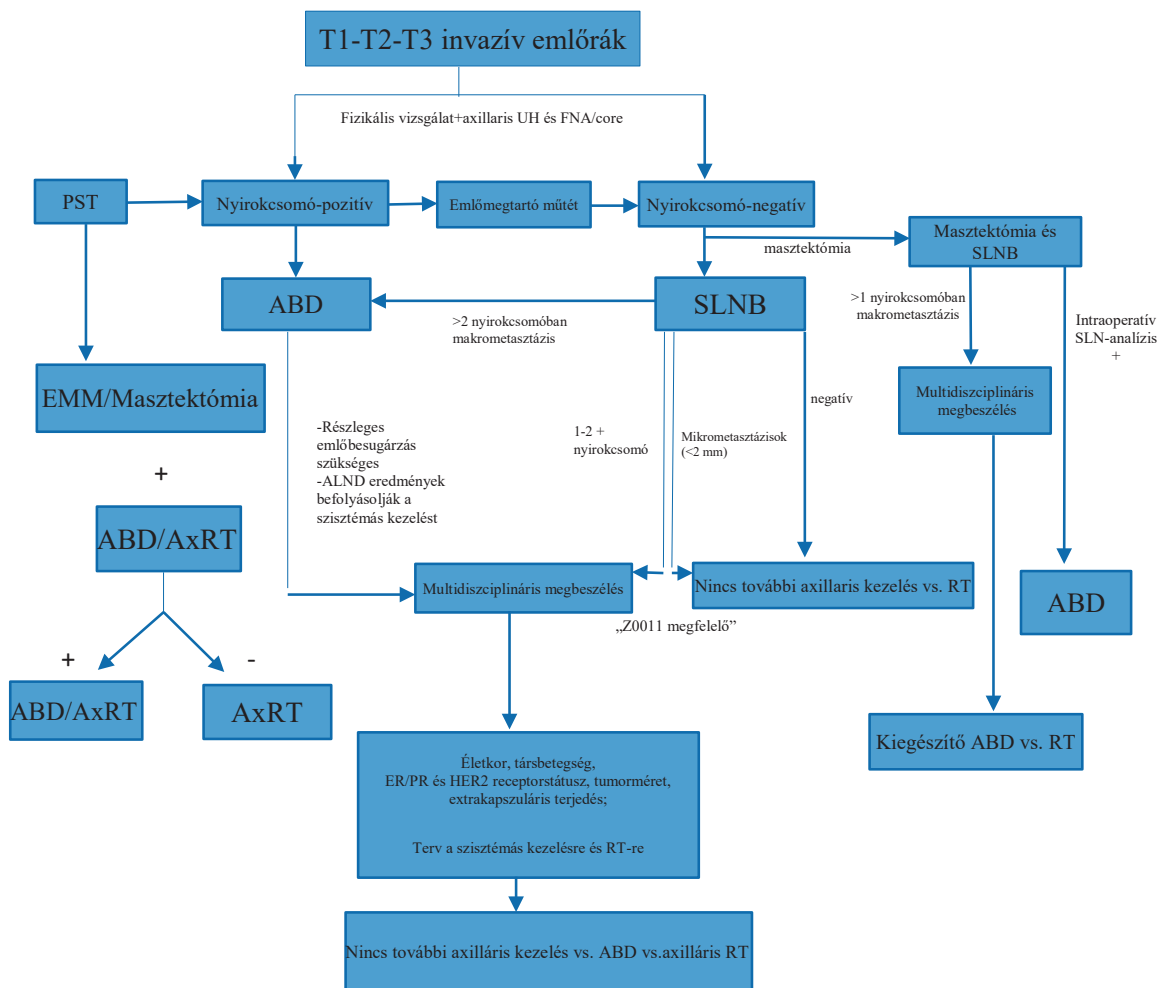 T1-T2-T3 invazív emlőrák
Fizikális vizsgálat+axillaris UH és FNA/core
PST
Nyirokcsomó-pozitív
Emlőmegtartó műtét
Nyirokcsomó-negatív
masztektómia
Masztektómia és
SLNB
ABD
>2 nyirokcsomóban
makrometasztázis
SLNB
>1 nyirokcsomóban
makrometasztázis
Intraoperatív
SLN-analízis
+
EMM/Masztektómia
Multidiszciplináris
megbeszélés
negatív
-Részleges
emlőbesugárzás
szükséges
-ALND eredmények
befolyásolják a
szisztémás kezelést
1-2 +
nyirokcsomó
Mikrometasztázisok
(<2 mm)
+
ABD/AxRT
Multidiszciplináris megbeszélés
Nincs további axillaris kezelés vs. RT
ABD
„Z0011 megfelelő”
+
-
ABD/AxRT
AxRT
Kiegészítő ABD vs. RT
Életkor, társbetegség,
ER/PR és HER2 receptorstátusz, tumorméret,
extrakapszuláris terjedés;
Terv a szisztémás kezelésre és RT-re
Nincs további axilláris kezelés vs. ABD vs.axilláris RT